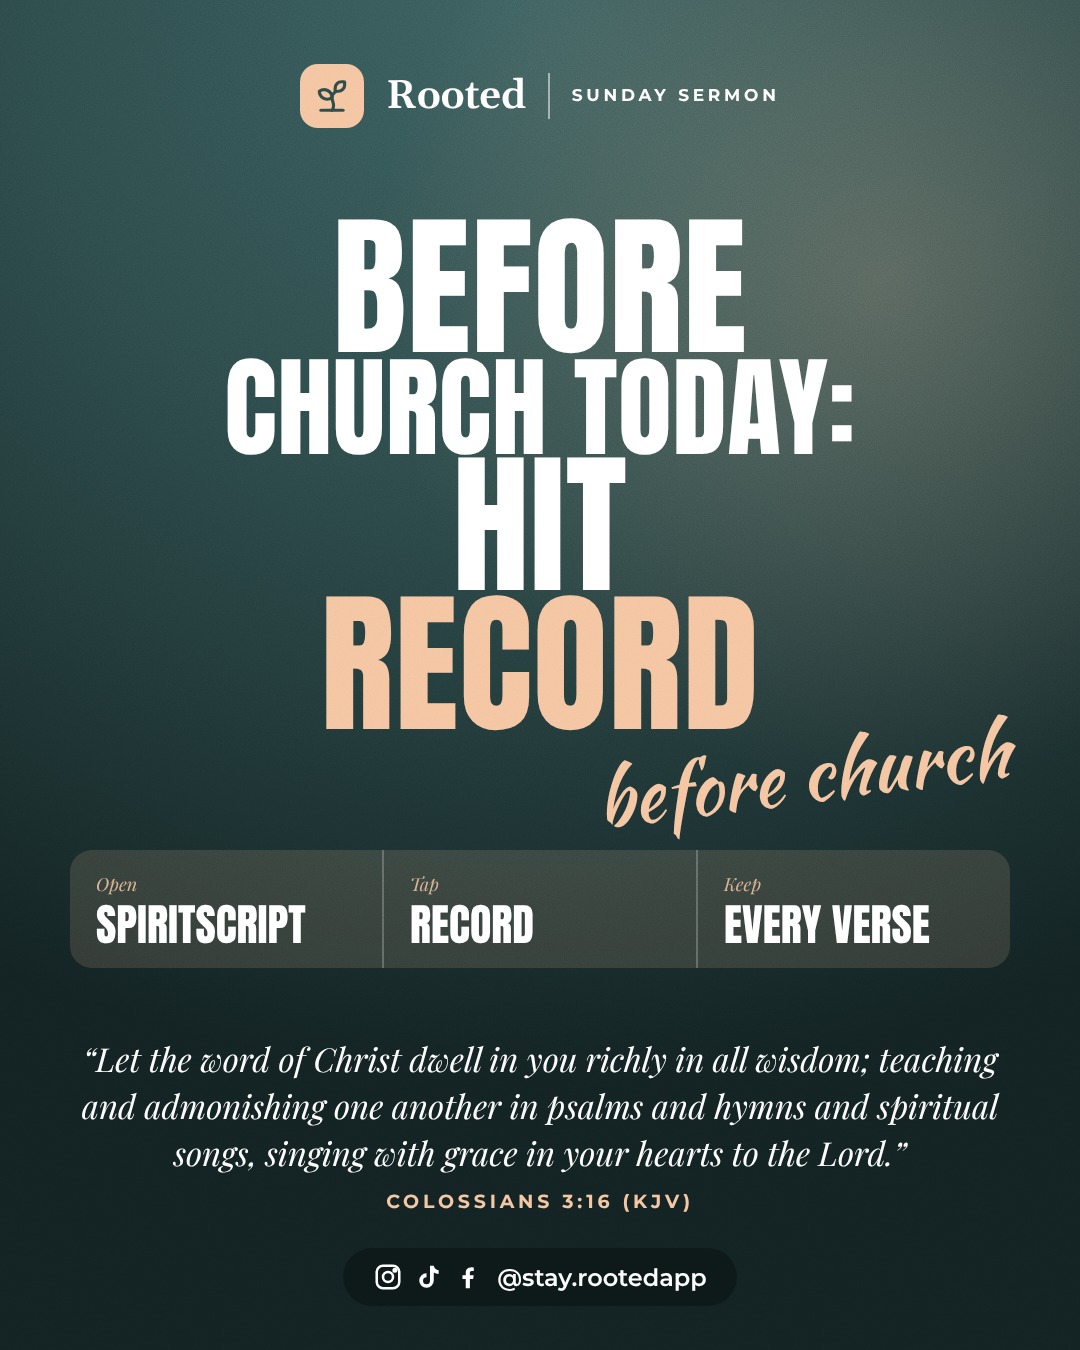 Rooted
SUNDAY SERMON
BEFORE
CHURCH TODAY:
HIT
RECORD
before church
Open
SPIRITSCRIPT
Tap
RECORD
Keep
EVERY VERSE
“Let the word of Christ dwell in you richly in all wisdom; teaching
and admonishing one another in psalms and hymns and spiritual
songs, singing with grace in your hearts to the Lord.”
COLOSSIANS 3:16 (KJV)
@stay.rootedapp